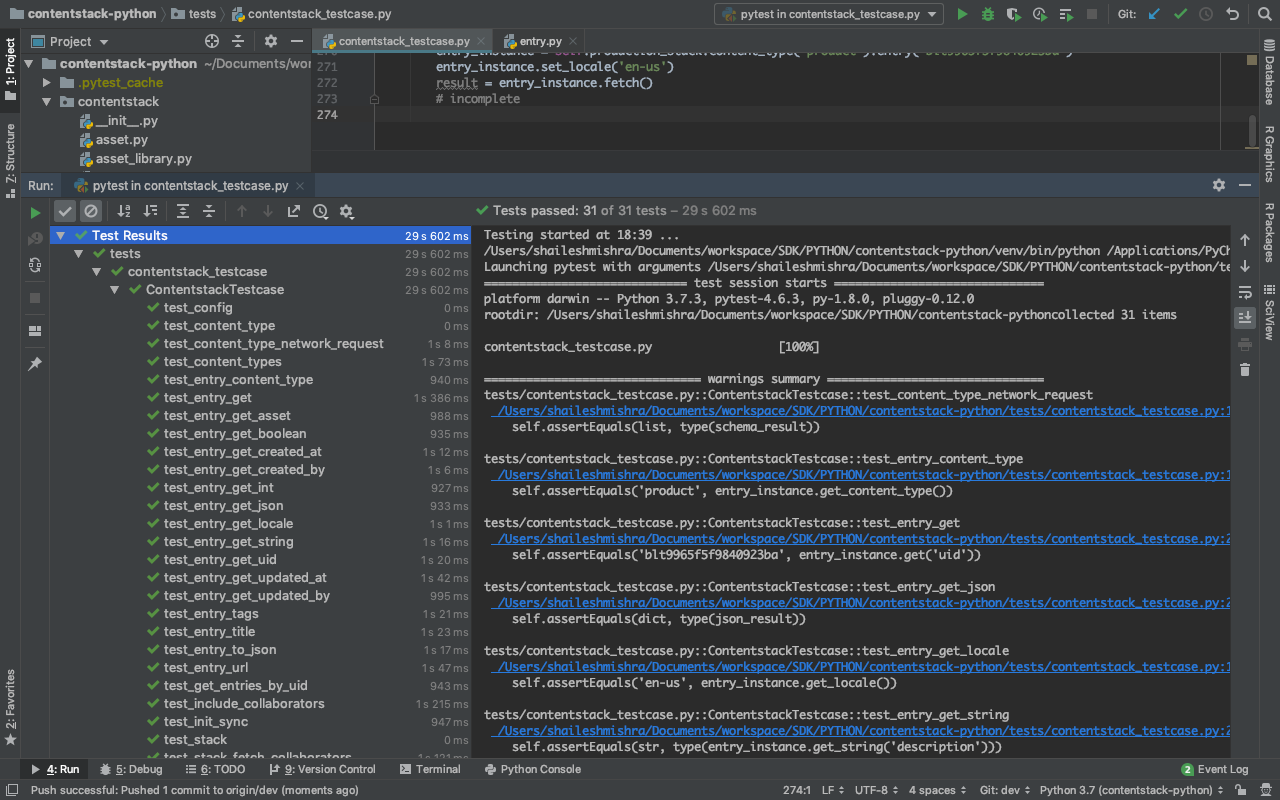 contentstack-python tests contentstack_testcase.py pytest in contentstack_testcase.py Git:
Project contentstack_testcase.py entry.py
contentstack-python ~/Documents/wor
.pytest_cache
contentstack
__init__.py
asset.py
asset_library.py
271 entry_instance.set_locale('en-us')
272 result = entry_instance.fetch()
273 # incomplete
274
1: Project
7: Structure
2: Favorites
Database
R Graphics
R Packages
SciView
Run: pytest in contentstack_testcase.py
Tests passed: 31 of 31 tests – 29 s 602 ms
Test Results 29 s 602 ms
tests 29 s 602 ms
contentstack_testcase 29 s 602 ms
ContentstackTestcase 29 s 602 ms
test_config 0 ms
test_content_type 0 ms
test_content_type_network_request 1 s 8 ms
test_content_types 1 s 73 ms
test_entry_content_type 940 ms
test_entry_get 1 s 386 ms
test_entry_get_asset 988 ms
test_entry_get_boolean 935 ms
test_entry_get_created_at 1 s 12 ms
test_entry_get_created_by 1 s 6 ms
test_entry_get_int 927 ms
test_entry_get_json 933 ms
test_entry_get_locale 1 s 1 ms
test_entry_get_string 1 s 16 ms
test_entry_get_uid 1 s 20 ms
test_entry_get_updated_at 1 s 42 ms
test_entry_get_updated_by 995 ms
test_entry_tags 1 s 21 ms
test_entry_title 1 s 23 ms
test_entry_to_json 1 s 17 ms
test_entry_url 1 s 47 ms
test_get_entries_by_uid 943 ms
test_include_collaborators 1 s 215 ms
test_init_sync 947 ms
test_stack 0 ms
test_stack_fetch_collaborators 1 s 131 ms
Testing started at 18:39 ...
/Users/shaileshmishra/Documents/workspace/SDK/PYTHON/contentstack-python/venv/bin/python /Applications/PyCh
Launching pytest with arguments /Users/shaileshmishra/Documents/workspace/SDK/PYTHON/contentstack-python/te
============================= test session starts ==============================
platform darwin -- Python 3.7.3, pytest-4.6.3, py-1.8.0, pluggy-0.12.0
rootdir: /Users/shaileshmishra/Documents/workspace/SDK/PYTHON/contentstack-pythoncollected 31 items
contentstack_testcase.py [100%]
=============================== warnings summary ===============================
tests/contentstack_testcase.py::ContentstackTestcase::test_content_type_network_request
/Users/shaileshmishra/Documents/workspace/SDK/PYTHON/contentstack-python/tests/contentstack_testcase.py:1
self.assertEquals(list, type(schema_result))
tests/contentstack_testcase.py::ContentstackTestcase::test_entry_content_type
/Users/shaileshmishra/Documents/workspace/SDK/PYTHON/contentstack-python/tests/contentstack_testcase.py:1
self.assertEquals('product', entry_instance.get_content_type())
tests/contentstack_testcase.py::ContentstackTestcase::test_entry_get
/Users/shaileshmishra/Documents/workspace/SDK/PYTHON/contentstack-python/tests/contentstack_testcase.py:2
self.assertEquals('blt9965f5f9840923ba', entry_instance.get('uid'))
tests/contentstack_testcase.py::ContentstackTestcase::test_entry_get_json
/Users/shaileshmishra/Documents/workspace/SDK/PYTHON/contentstack-python/tests/contentstack_testcase.py:2
self.assertEquals(dict, type(json_result))
tests/contentstack_testcase.py::ContentstackTestcase::test_entry_get_locale
/Users/shaileshmishra/Documents/workspace/SDK/PYTHON/contentstack-python/tests/contentstack_testcase.py:1
self.assertEquals('en-us', entry_instance.get_locale())
tests/contentstack_testcase.py::ContentstackTestcase::test_entry_get_string
/Users/shaileshmishra/Documents/workspace/SDK/PYTHON/contentstack-python/tests/contentstack_testcase.py:2
self.assertEquals(str, type(entry_instance.get_string('description')))
4: Run 5: Debug 6: TODO 9: Version Control Terminal Python Console 2 Event Log
Push successful: Pushed 1 commit to origin/dev (moments ago) 274:1 LF UTF-8 4 spaces Git: dev Python 3.7 (contentstack-python)